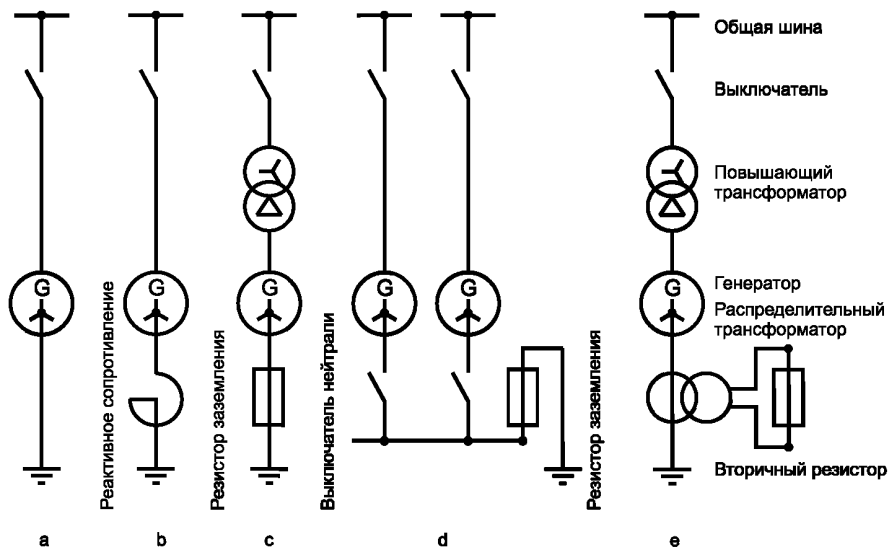 Общая шина
Выключатель
Повышающий
трансформатор
G
G
G
G
G
G
Генератор
Распределительный
трансформатор
Реактивное сопротивление
Резистор заземления
Выключатель нейтрали
Резистор заземления
Вторичный резистор
a
b
c
d
e